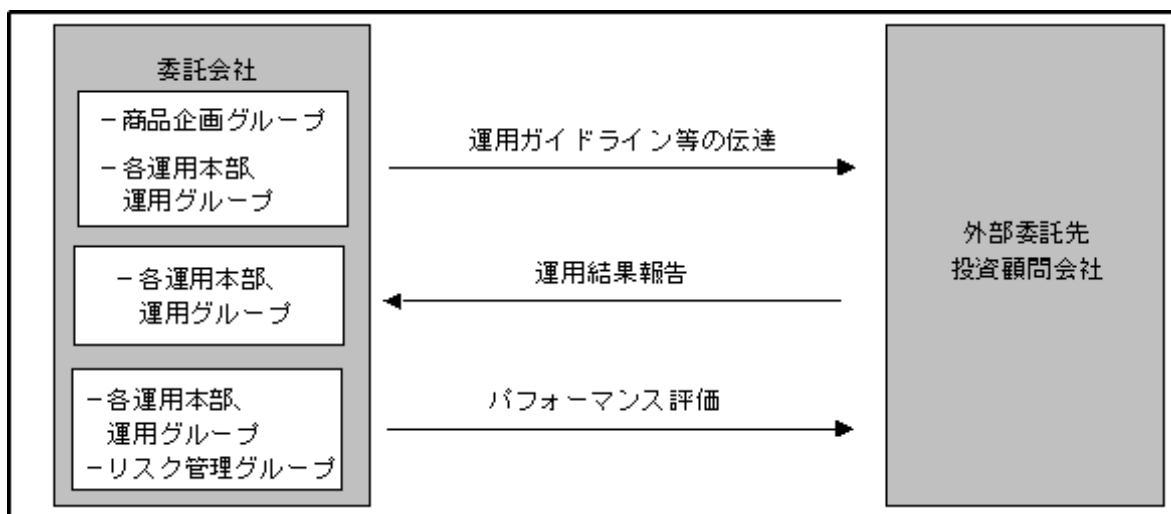 委託会社
－商品企画グループ
－各運用本部、
運用グループ
運用ガイドライン等の伝達
－各運用本部、
運用グループ
運用結果報告
－各運用本部、
運用グループ
－リスク管理グループ
パフォーマンス評価
外部委託先
投資顧問会社